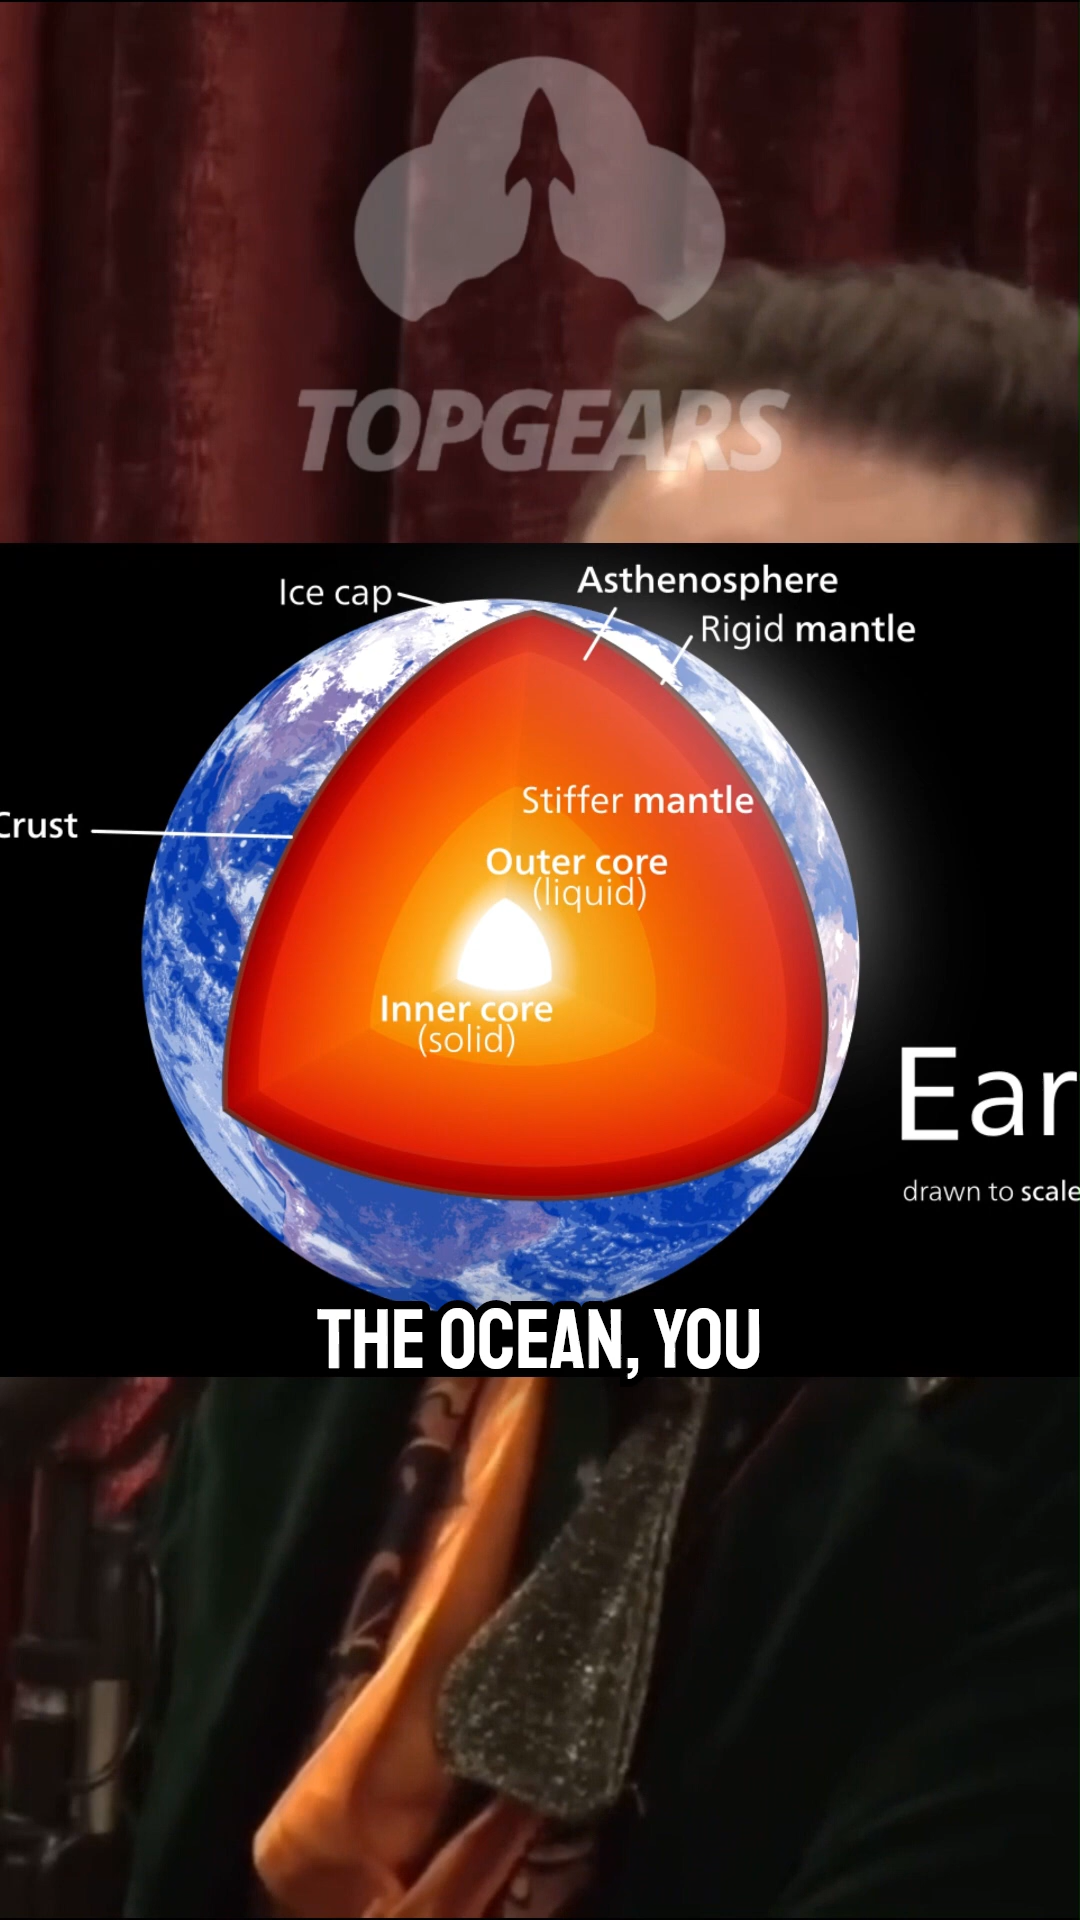 TOPGEARS
Ice cap
Asthenosphere
Rigid mantle
Crust
Stiffer mantle
Outer core
(liquid)
Inner core
(solid)
Ear
drawn to scale
THE OCEAN, YOU